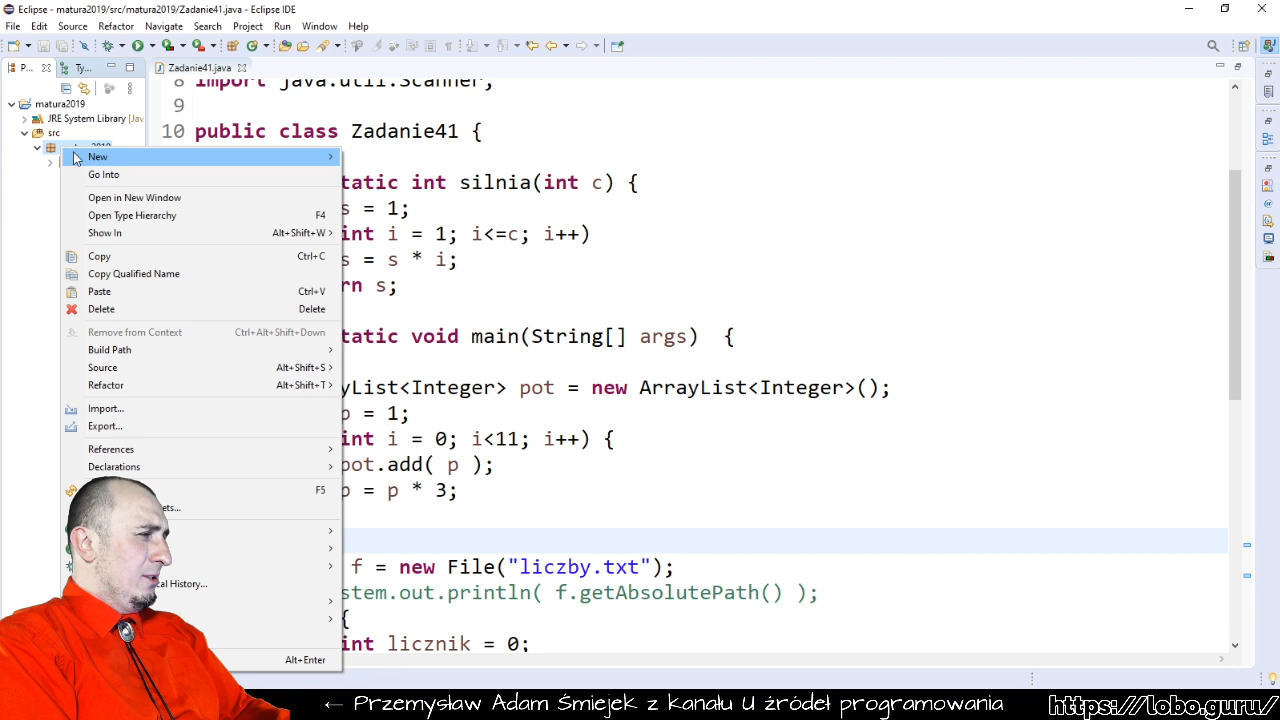 Eclipse - matura2019/src/matura2019/Zadanie41.java - Eclipse IDE
File Edit Source Refactor Navigate Search Project Run Window Help
P... Ty... Zadanie41.java
matura2019
JRE System Library [Jav
src
New
Go Into
Open in New Window
Open Type Hierarchy F4
Show In Alt+Shift+W
Copy Ctrl+C
Copy Qualified Name
Paste Ctrl+V
Delete Delete
Remove from Context Ctrl+Alt+Shift+Down
Build Path
Source Alt+Shift+S
Refactor Alt+Shift+T
Import...
Export...
References
Declarations
F5
ets...
cal History...
Alt+Enter
8 import java.util.Scanner;
9
10 public class Zadanie41 {
static int silnia(int c) {
s = 1;
int i = 1; i<=c; i++)
s = s * i;
rn s;
tatic void main(String[] args) {
yList<Integer> pot = new ArrayList<Integer>();
p = 1;
int i = 0; i<11; i++) {
pot.add( p );
p = p * 3;
f = new File("liczby.txt");
stem.out.println( f.getAbsolutePath() );
{
int licznik = 0;
← Przemysław Adam Śmiejek z kanału U źródeł programowania https://lobo.guru/